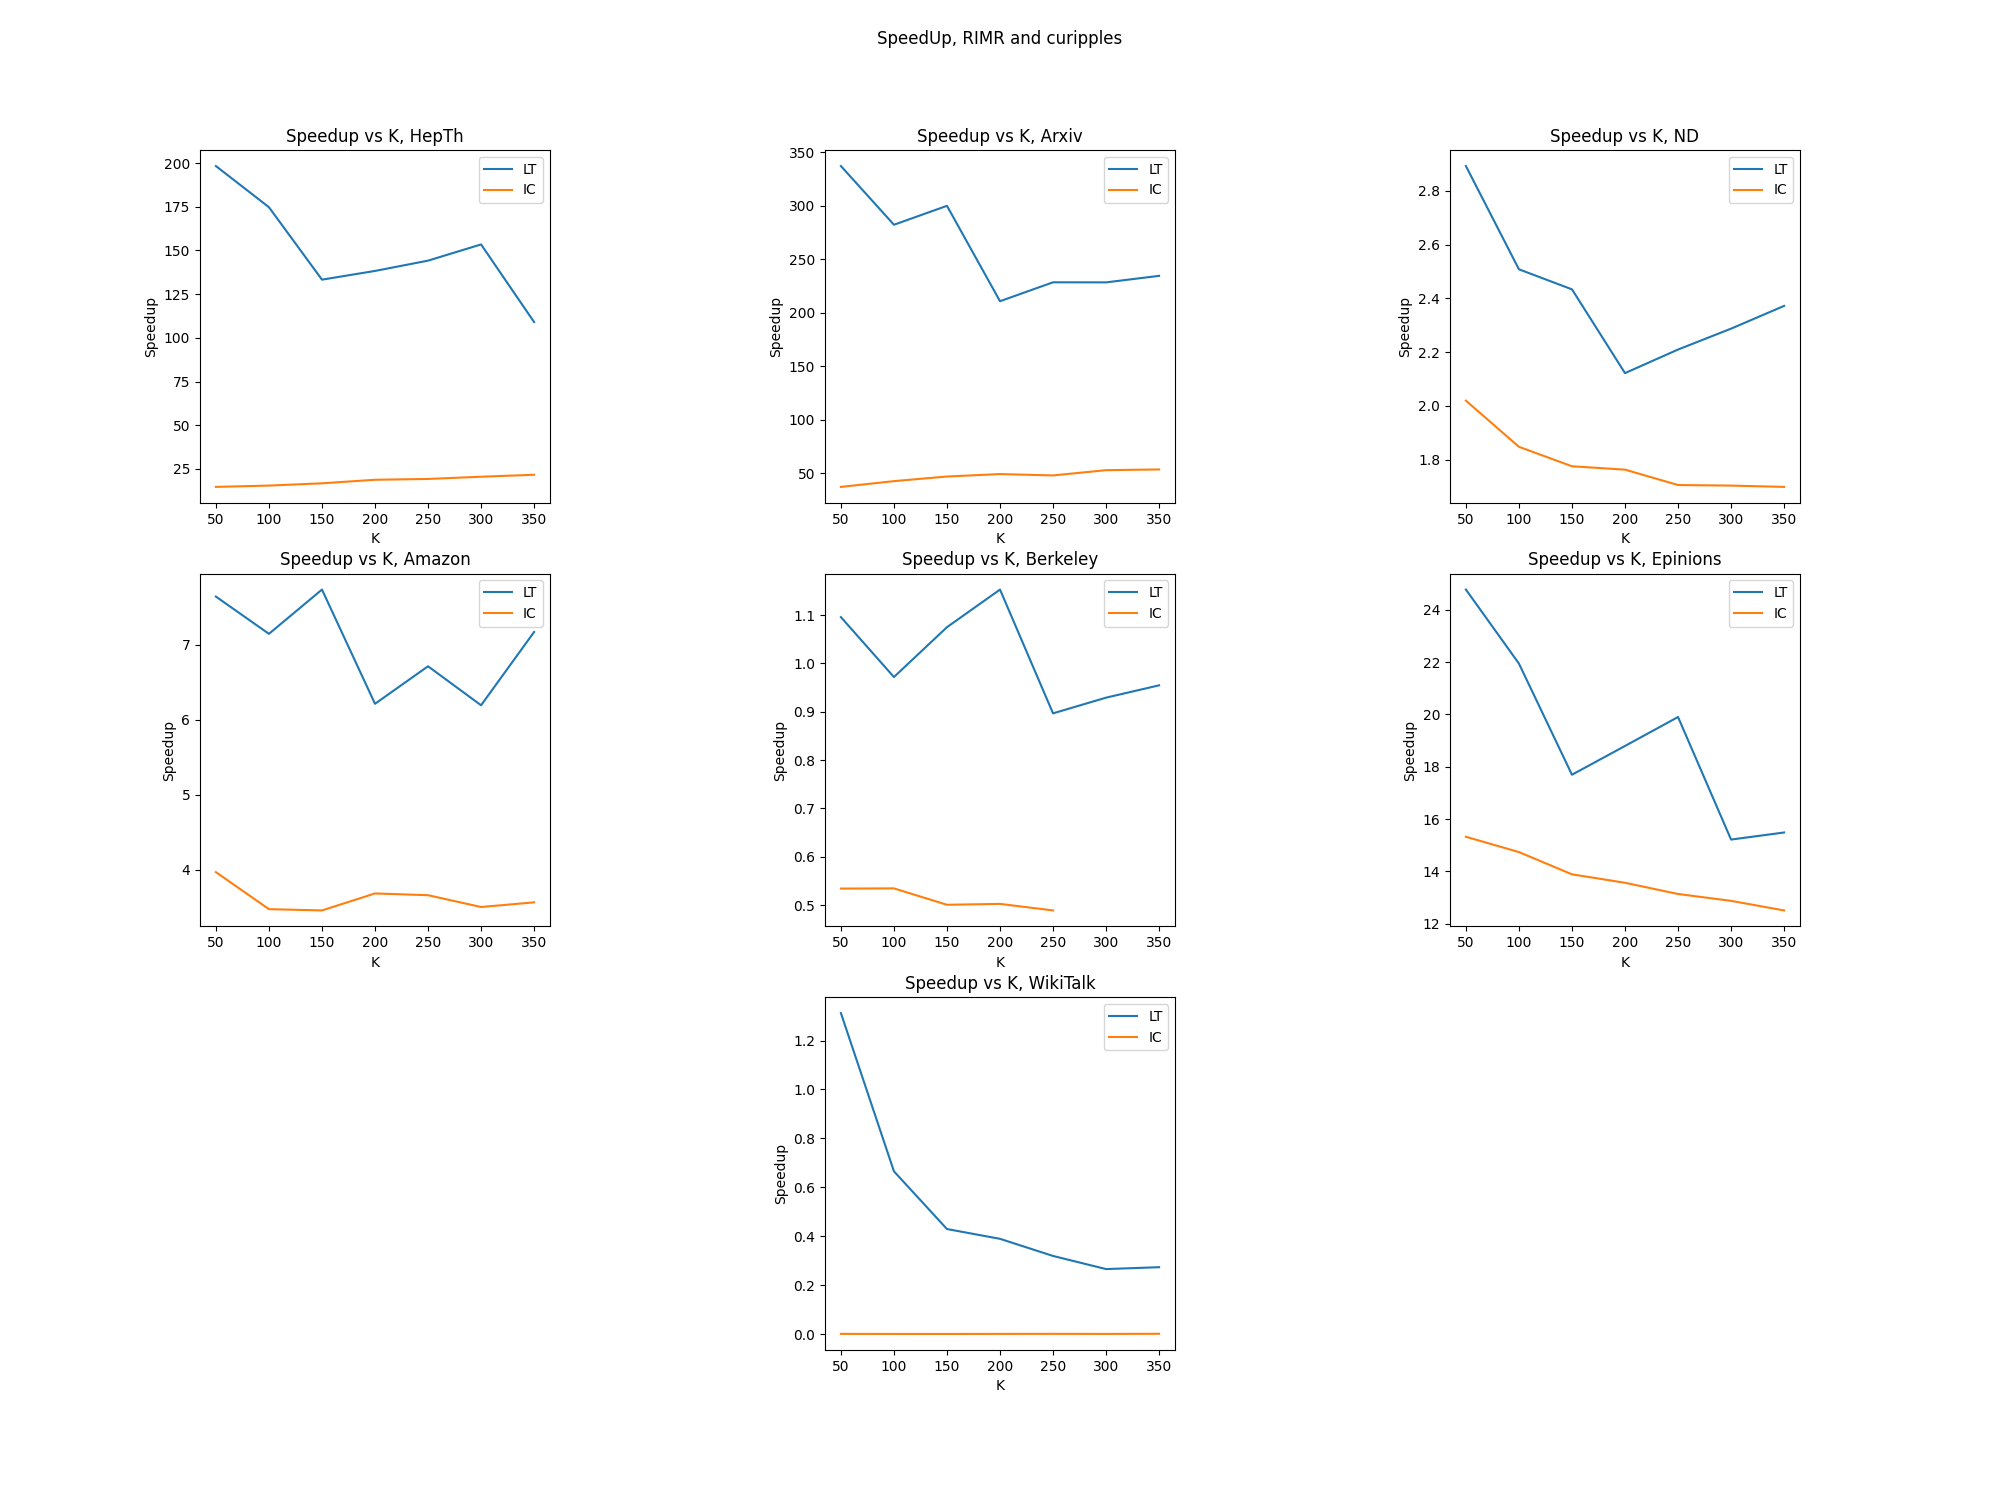 SpeedUp, RIMR and curipples
Speedup vs K, HepTh
200
175
150
125
100
75
50
25
Speedup
LT
IC
50 100 150 200 250 300 350
K
Speedup vs K, Arxiv
350
300
250
200
150
100
50
Speedup
LT
IC
50 100 150 200 250 300 350
K
Speedup vs K, ND
2.8
2.6
2.4
2.2
2.0
1.8
Speedup
LT
IC
50 100 150 200 250 300 350
K
Speedup vs K, Amazon
7
6
5
4
Speedup
LT
IC
50 100 150 200 250 300 350
K
Speedup vs K, Berkeley
1.1
1.0
0.9
0.8
0.7
0.6
0.5
Speedup
LT
IC
50 100 150 200 250 300 350
K
Speedup vs K, Epinions
24
22
20
18
16
14
12
Speedup
LT
IC
50 100 150 200 250 300 350
K
Speedup vs K, WikiTalk
1.2
1.0
0.8
0.6
0.4
0.2
0.0
Speedup
LT
IC
50 100 150 200 250 300 350
K